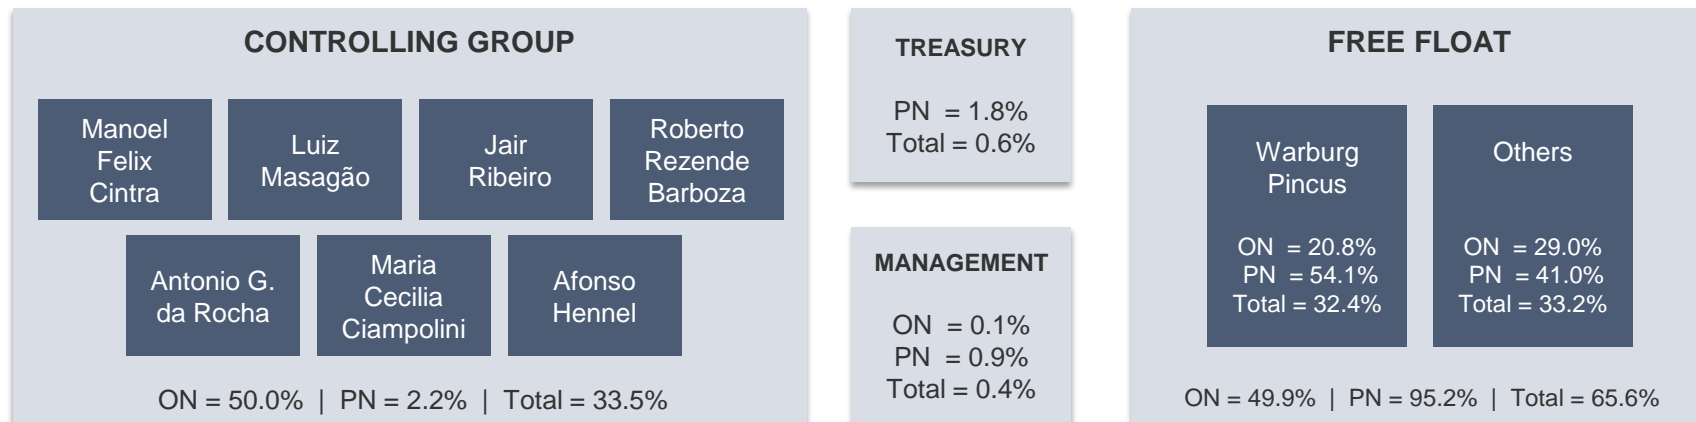 CONTROLLING GROUP
Manoel
Felix
Cintra
Luiz
Masagão
Jair
Ribeiro
Roberto
Rezende
Barboza
Antonio G.
da Rocha
Maria
Cecilia
Ciampolini
Afonso
Hennel
ON = 50.0% | PN = 2.2% | Total = 33.5%
TREASURY
PN = 1.8%
Total = 0.6%
MANAGEMENT
ON = 0.1%
PN = 0.9%
Total = 0.4%
FREE FLOAT
Warburg
Pincus
ON = 20.8%
PN = 54.1%
Total = 32.4%
Others
ON = 29.0%
PN = 41.0%
Total = 33.2%
ON = 49.9% | PN = 95.2% | Total = 65.6%